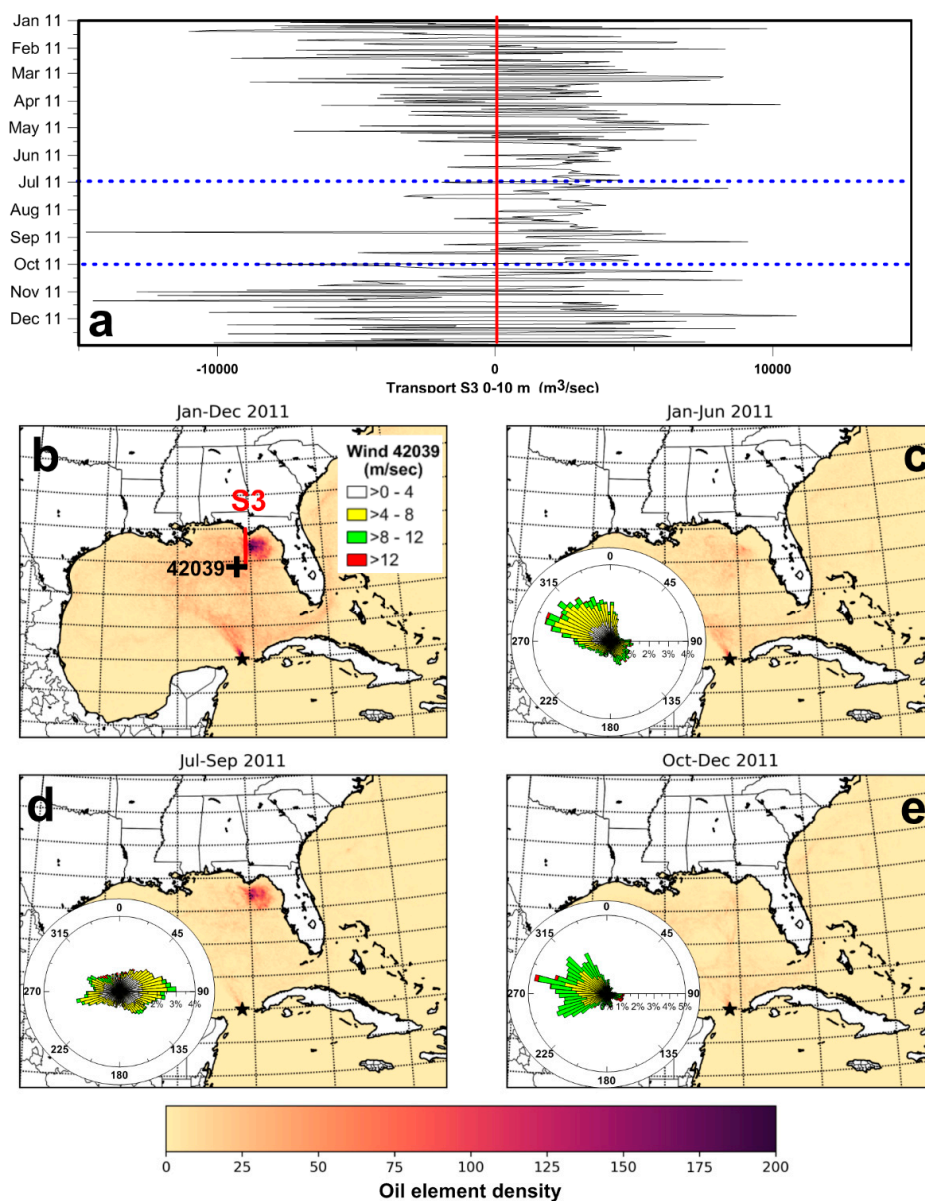 Jan 11
Feb 11
Mar 11
Apr 11
May 11
Jun 11
Jul 11
Aug 11
Sep 11
Oct 11
Nov 11
Dec 11
a
-10000 0 10000
Transport S3 0-10 m (m3/sec)
Jan-Dec 2011
b
Wind 42039
(m/sec)
>0 - 4
>4 - 8
>8 - 12
>12
S3
42039
Jan-Jun 2011
c
0
45
90
135
180
225
270
315
2% 3% 4%
Jul-Sep 2011
d
0
45
90
135
180
225
270
315
2% 3% 4%
Oct-Dec 2011
e
0
45
90
135
180
225
270
315
1% 2% 3% 4% 5%
0 25 50 75 100 125 150 175 200
Oil element density